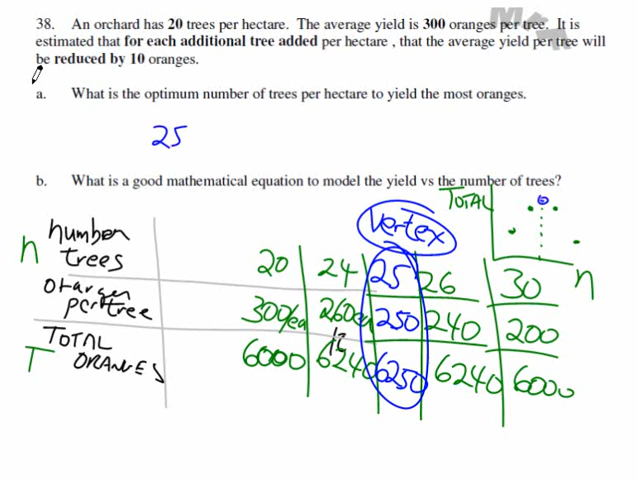 38. An orchard has 20 trees per hectare. The average yield is 300 oranges per tree. It is
estimated that for each additional tree added per hectare , that the average yield per tree will
be reduced by 10 oranges.
a. What is the optimum number of trees per hectare to yield the most oranges.
25
b. What is a good mathematical equation to model the yield vs the number of trees?
TOTAL
n
Vertex
n number
trees
20 24 25 26 30
oranges
per tree
300/ea 260ea 250 240 200
TOTAL
T ORANGES
6000 6240 6250 6240 6000